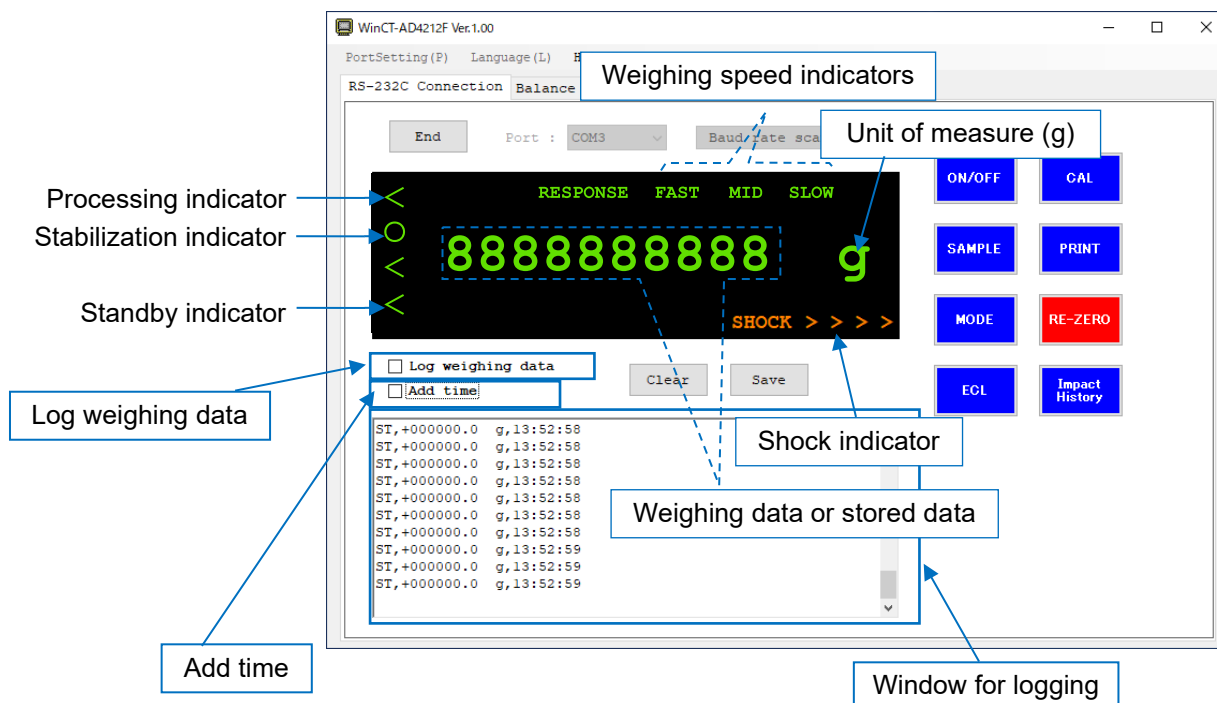 WinCT-AD4212F Ver.1.00
PortSetting(P) Language(L) H
Weighing speed indicators
RS-232C Connection Balance
End Port : COM3 Baud rate sca
Unit of measure (g)
Processing indicator
Stabilization indicator
Standby indicator
RESPONSE FAST MID SLOW
8888888888 g
SHOCK > > > >
ON/OFF CAL
SAMPLE PRINT
MODE RE-ZERO
ECL Impact
History
Log weighing data
Add time
Clear Save
Log weighing data
Shock indicator
ST,+000000.0 g,13:52:58
ST,+000000.0 g,13:52:58
ST,+000000.0 g,13:52:58
ST,+000000.0 g,13:52:58
ST,+000000.0 g,13:52:58
ST,+000000.0 g,13:52:58
ST,+000000.0 g,13:52:58
ST,+000000.0 g,13:52:59
ST,+000000.0 g,13:52:59
ST,+000000.0 g,13:52:59
Weighing data or stored data
Add time
Window for logging